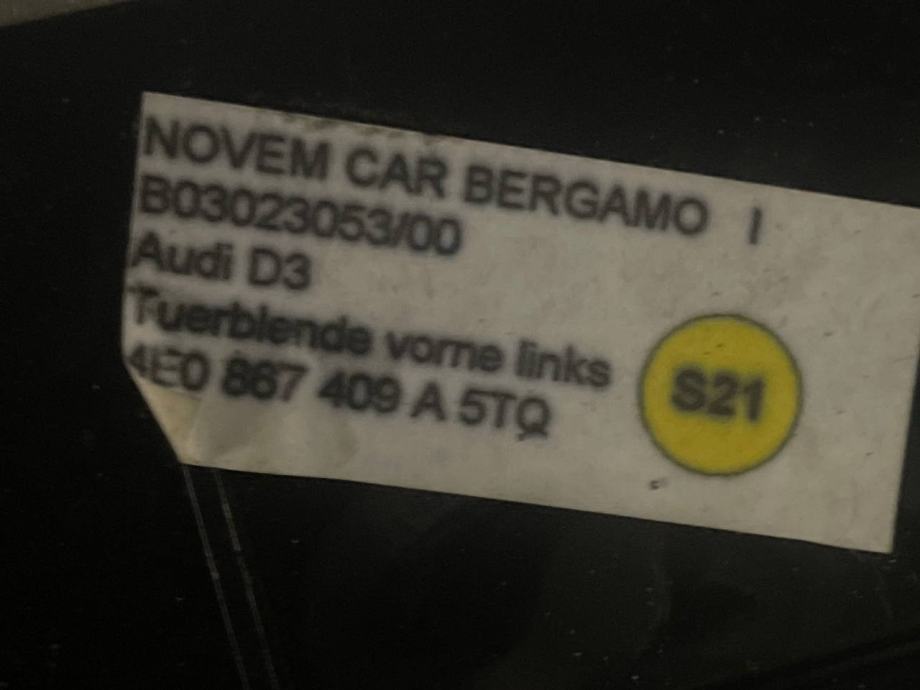 NOVEM CAR BERGAMO I
B03023053/00
Audi D3
Tuerblende vorne links
4E0 867 409 A 5TQ
S21